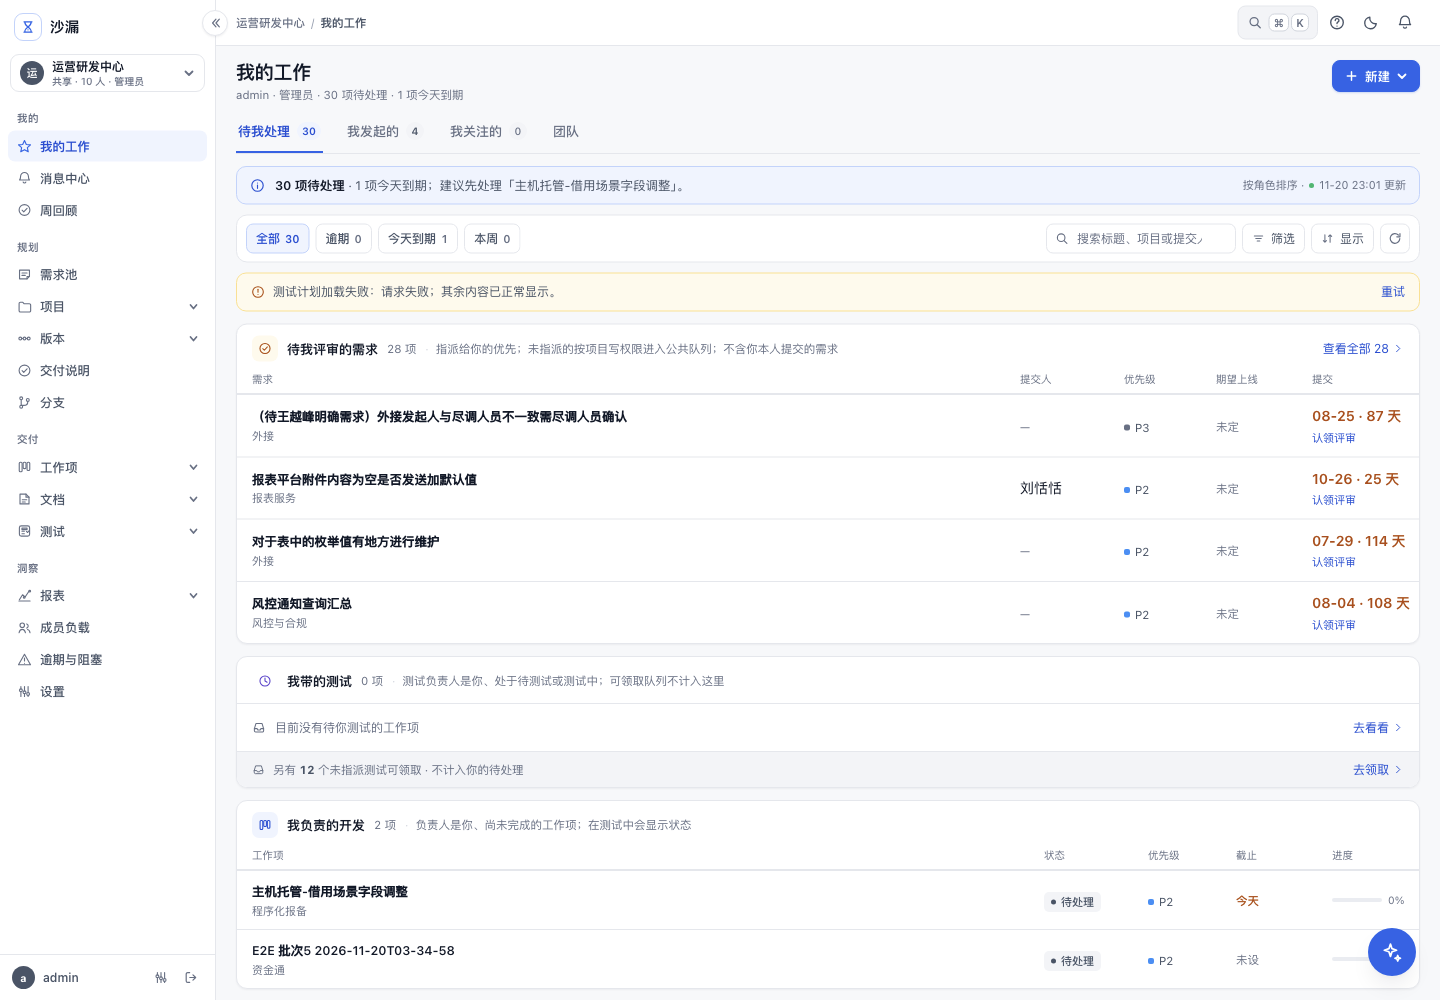 沙漏
运营研发中心 / 我的工作
⌘ K
运
运营研发中心
共享 · 10 人 · 管理员
我的
我的工作
消息中心
周回顾
规划
需求池
项目
版本
交付说明
分支
交付
工作项
文档
测试
洞察
报表
成员负载
逾期与阻塞
设置
a admin
我的工作
admin · 管理员 · 30 项待处理 · 1 项今天到期
新建
待我处理 30
我发起的 4
我关注的 0
团队
30 项待处理 · 1 项今天到期；建议先处理「主机托管-借用场景字段调整」。
按角色排序 · 11-20 23:01 更新
全部 30
逾期 0
今天到期 1
本周 0
搜索标题、项目或提交
筛选
显示
测试计划加载失败：请求失败；其余内容已正常显示。
重试
待我评审的需求 28 项 · 指派给你的优先；未指派的按项目写权限进入公共队列；不含你本人提交的需求
查看全部 28
需求 提交人 优先级 期望上线 提交
（待王越峰明确需求）外接发起人与尽调人员不一致需尽调人员确认 — P3 未定 08-25 · 87 天
外接 认领评审
报表平台附件内容为空是否发送加默认值 刘恬恬 P2 未定 10-26 · 25 天
报表服务 认领评审
对于表中的枚举值有地方进行维护 — P2 未定 07-29 · 114 天
外接 认领评审
风控通知查询汇总 — P2 未定 08-04 · 108 天
风控与合规 认领评审
我带的测试 0 项 · 测试负责人是你、处于待测试或测试中；可领取队列不计入这里
目前没有待你测试的工作项
去看看
另有 12 个未指派测试可领取 · 不计入你的待处理
去领取
我负责的开发 2 项 · 负责人是你、尚未完成的工作项；在测试中会显示状态
工作项 状态 优先级 截止 进度
主机托管-借用场景字段调整 待处理 P2 今天 0%
程序化报备
E2E 批次5 2026-11-20T03-34-58 待处理 P2 未设
资金通